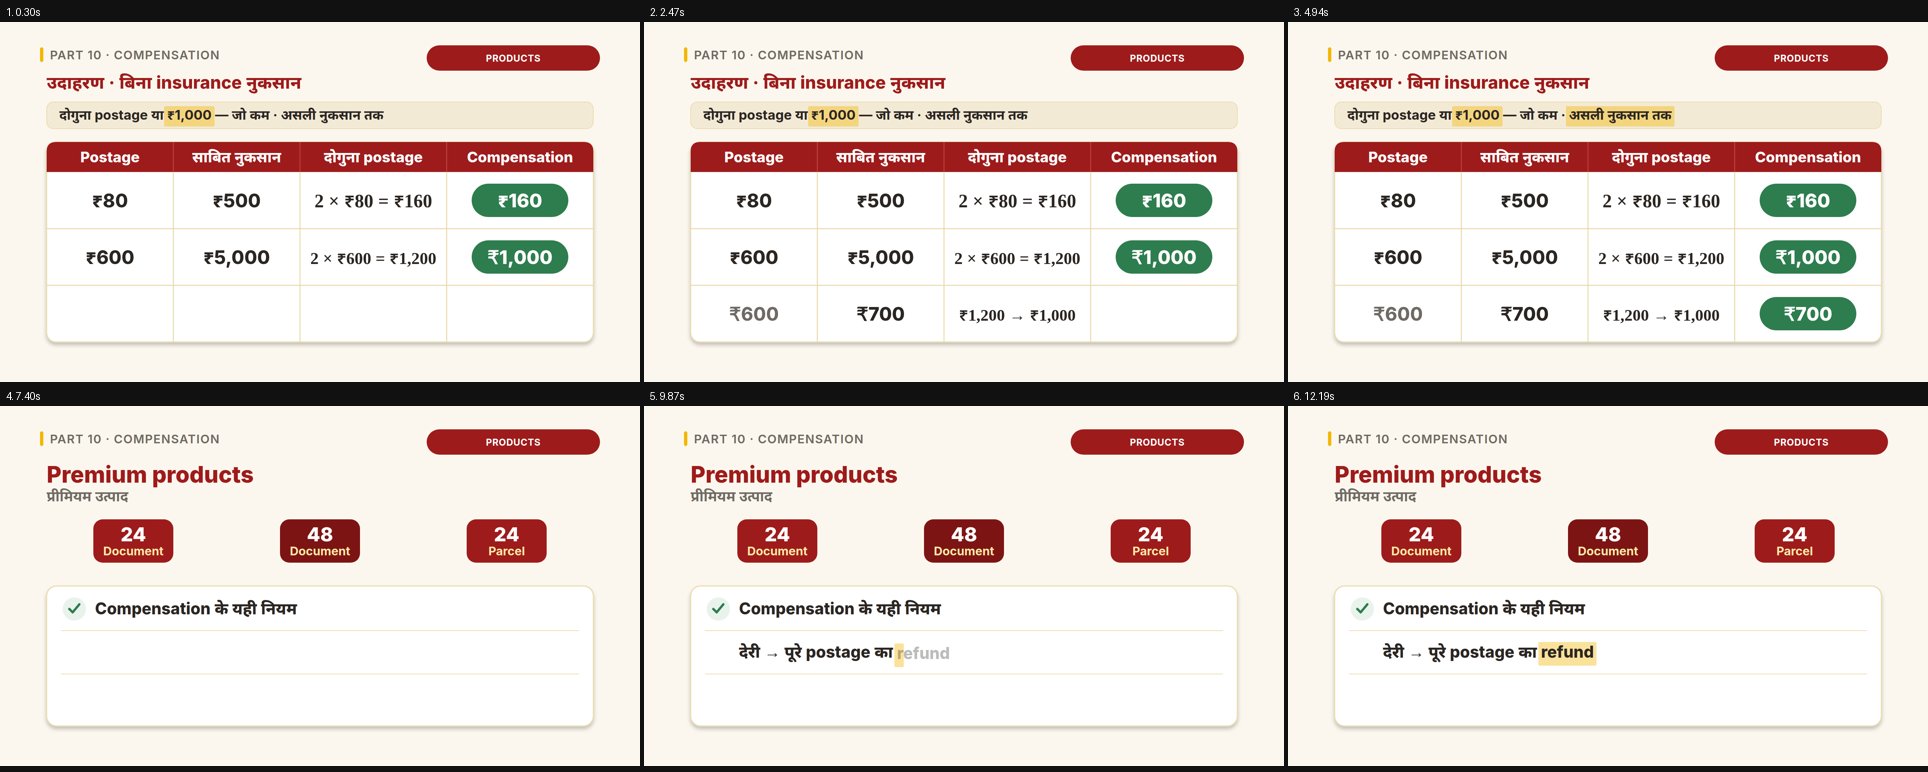 1. 0.30s
PART 10 · COMPENSATION
PRODUCTS
उदाहरण · बिना insurance नुकसान
दोगुना postage या ₹1,000 — जो कम · असली नुकसान तक
Postage साबित नुकसान दोगुना postage Compensation
₹80 ₹500 2 × ₹80 = ₹160 ₹160
₹600 ₹5,000 2 × ₹600 = ₹1,200 ₹1,000
2. 2.47s
PART 10 · COMPENSATION
PRODUCTS
उदाहरण · बिना insurance नुकसान
दोगुना postage या ₹1,000 — जो कम · असली नुकसान तक
Postage साबित नुकसान दोगुना postage Compensation
₹80 ₹500 2 × ₹80 = ₹160 ₹160
₹600 ₹5,000 2 × ₹600 = ₹1,200 ₹1,000
₹600 ₹700 ₹1,200 → ₹1,000
3. 4.94s
PART 10 · COMPENSATION
PRODUCTS
उदाहरण · बिना insurance नुकसान
दोगुना postage या ₹1,000 — जो कम · असली नुकसान तक
Postage साबित नुकसान दोगुना postage Compensation
₹80 ₹500 2 × ₹80 = ₹160 ₹160
₹600 ₹5,000 2 × ₹600 = ₹1,200 ₹1,000
₹600 ₹700 ₹1,200 → ₹1,000 ₹700
4. 7.40s
PART 10 · COMPENSATION
PRODUCTS
Premium products
प्रीमियम उत्पाद
24 48 24
Document Document Parcel
Compensation के यही नियम
5. 9.87s
PART 10 · COMPENSATION
PRODUCTS
Premium products
प्रीमियम उत्पाद
24 48 24
Document Document Parcel
Compensation के यही नियम
देरी → पूरे postage का refund
6. 12.19s
PART 10 · COMPENSATION
PRODUCTS
Premium products
प्रीमियम उत्पाद
24 48 24
Document Document Parcel
Compensation के यही नियम
देरी → पूरे postage का refund